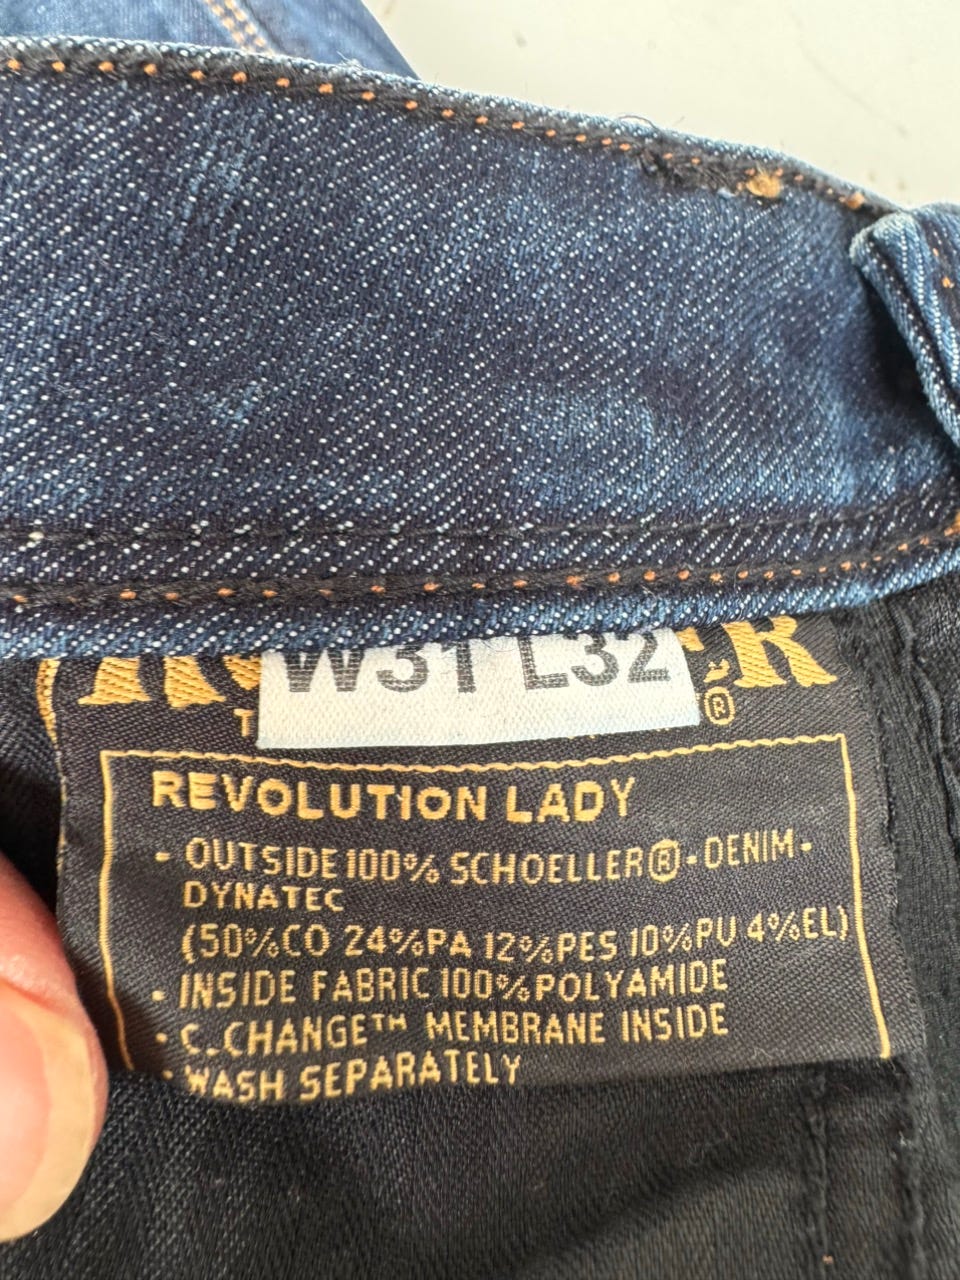 W31 L32
®
REVOLUTION LADY
- OUTSIDE 100% SCHOELLER®-DENIM-
DYNATEC
(50%CO 24%PA 12%PES 10%PU 4%EL)
- INSIDE FABRIC 100% POLYAMIDE
- C.CHANGE™ MEMBRANE INSIDE
- WASH SEPARATELY